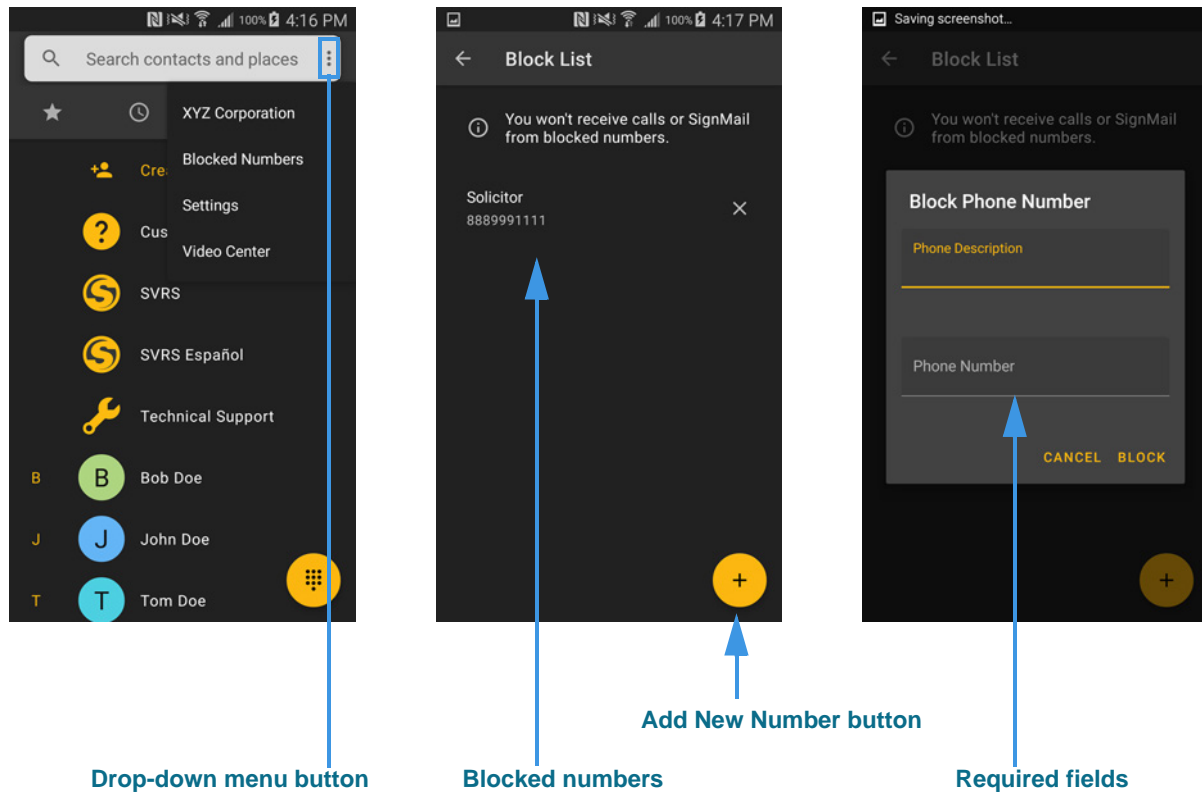 100% 4:16 PM
Search contacts and places
XYZ Corporation
Blocked Numbers
Cre
Settings
Cus
Video Center
SVRS
SVRS Español
Technical Support
B B Bob Doe
J J John Doe
T T Tom Doe
100% 4:17 PM
Block List
You won't receive calls or SignMail
from blocked numbers.
Solicitor
8889991111
Saving screenshot...
Block List
You won't receive calls or SignMail
from blocked numbers.
Block Phone Number
Phone Description
Phone Number
CANCEL BLOCK
Add New Number button
Drop-down menu button
Blocked numbers
Required fields